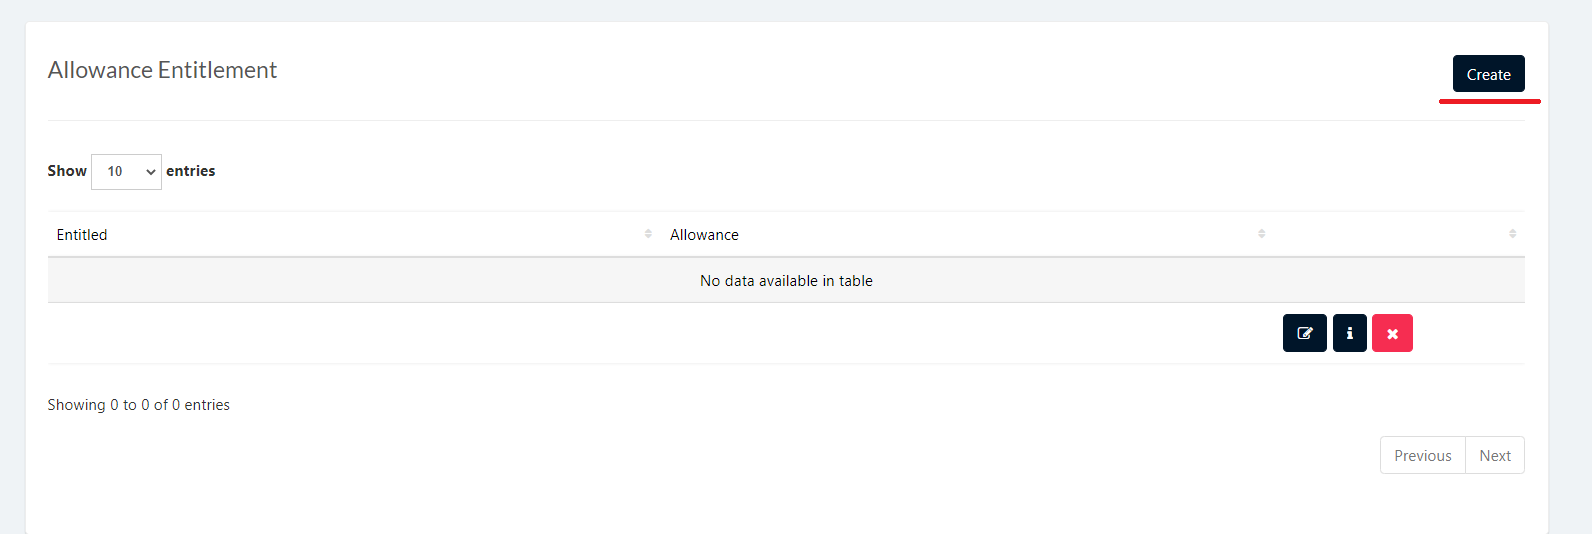 Allowance Entitlement
Create
Show 10 entries
Entitled Allowance
No data available in table
Showing 0 to 0 of 0 entries
Previous Next